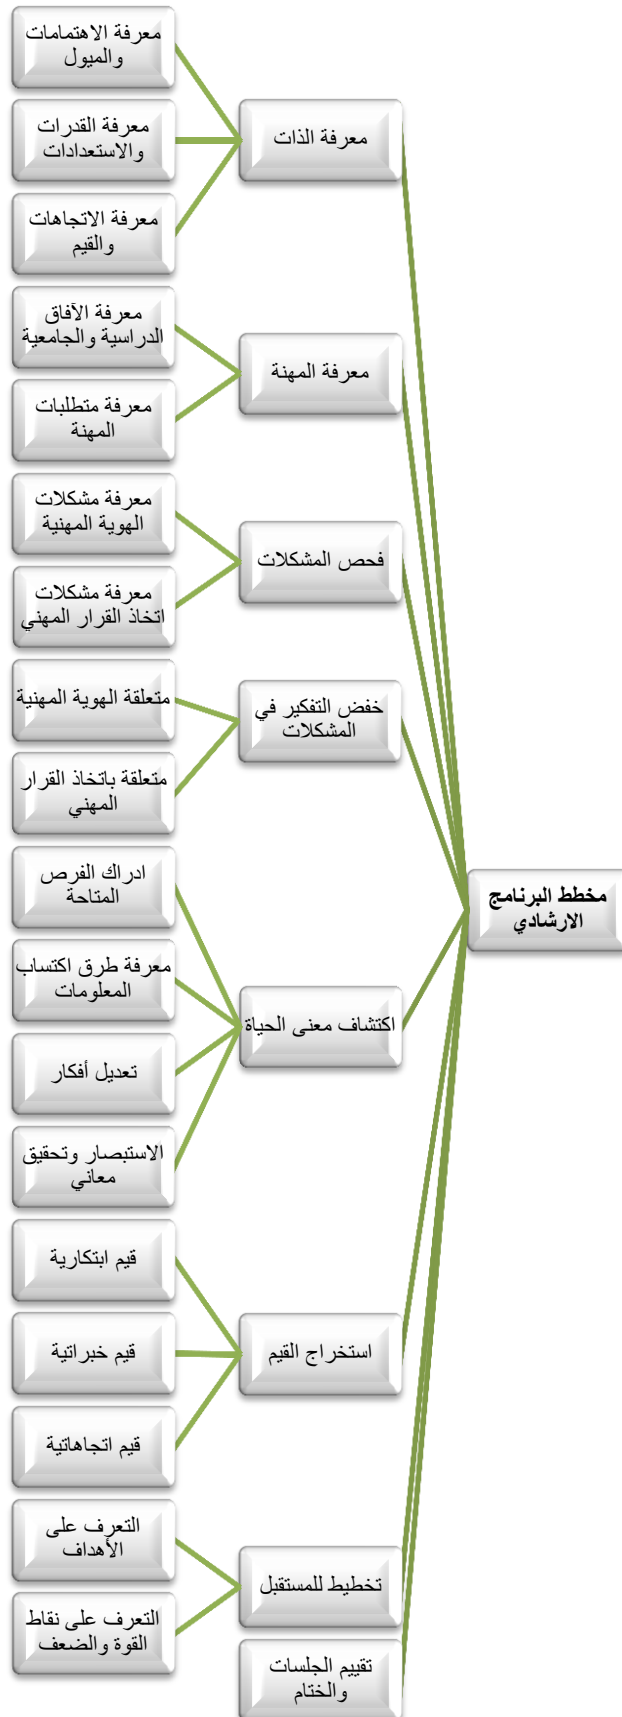 مخطط البرنامج
الارشادي
معرفة الذات
معرفة الاهتمامات
والميول
معرفة القدرات
والاستعدادات
معرفة الاتجاهات
والقيم
معرفة المهنة
معرفة الآفاق
الدراسية والجامعية
معرفة متطلبات
المهنة
فحص المشكلات
معرفة مشكلات
الهوية المهنية
معرفة مشكلات
اتخاذ القرار المهني
خفض التفكير في
المشكلات
متعلقة الهوية المهنية
متعلقة باتخاذ القرار
المهني
اكتشاف معنى الحياة
ادراك الفرص
المتاحة
معرفة طرق اكتساب
المعلومات
تعديل أفكار
الاستبصار وتحقيق
معاني
استخراج القيم
قيم ابتكارية
قيم خبراتية
قيم اتجاهاتية
تخطيط للمستقبل
التعرف على
الأهداف
التعرف على نقاط
القوة والضعف
تقييم الجلسات
والختام